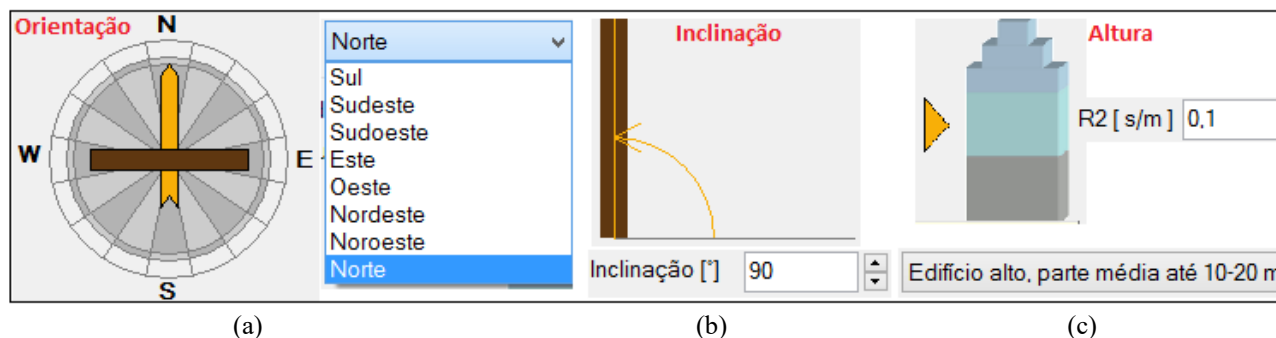 Orientação
N
W
E
S
Norte
Sul
Sudeste
Sudoeste
Este
Oeste
Nordeste
Noroeste
Norte
(a)
Inclinação
Inclinação [°] 90
(b)
Altura
R2 [ s/m ] 0,1
Edifício alto, parte média até 10-20 m
(c)